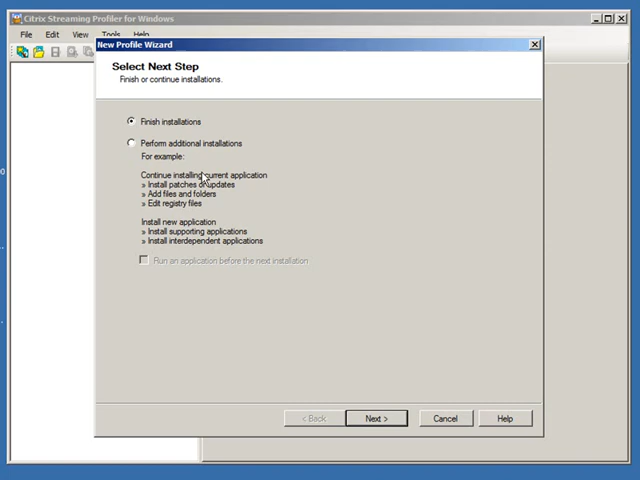 Citrix Streaming Profiler for Windows
File Edit View Tools Help
New Profile Wizard
Select Next Step
Finish or continue installations.
Finish installations
Perform additional installations
For example:
Continue installing current application
» Install patches or updates
» Add files and folders
» Edit registry files
Install new application
» Install supporting applications
» Install interdependent applications
Run an application before the next installation
< Back Next > Cancel Help